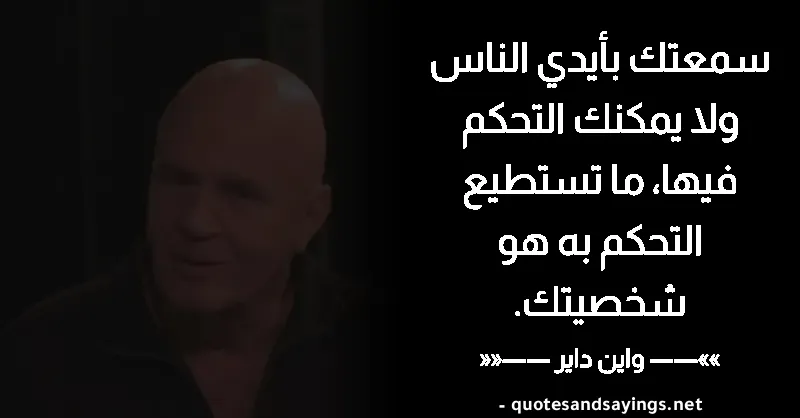 سمعتك بأيدي الناس
ولا يمكنك التحكم
فيها، ما تستطيع
التحكم به هو
شخصيتك.
»»—— واين داير ——««
- quotesandsayings.net